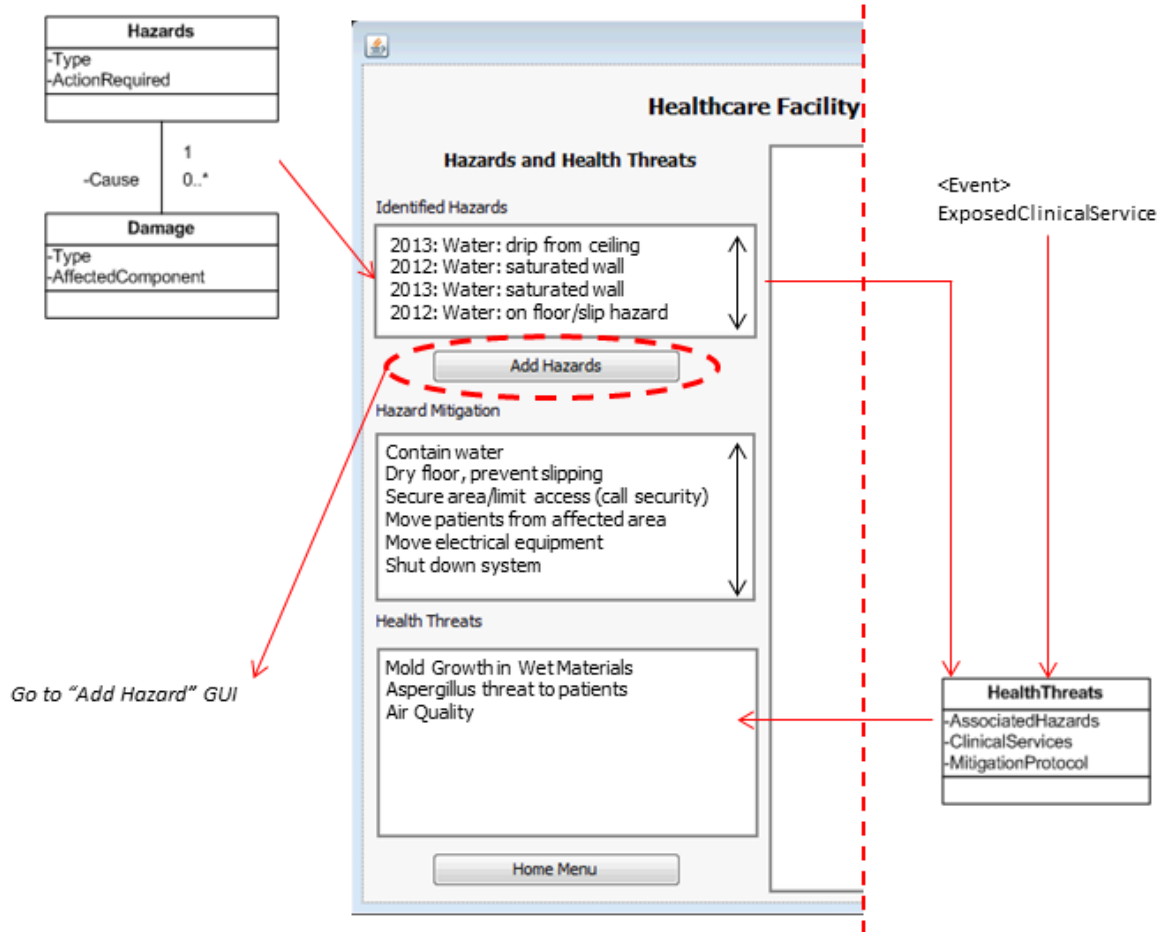 Hazards
-Type
-ActionRequired
1
-Cause
0..*
Damage
-Type
-AffectedComponent
Healthcare Facility
Hazards and Health Threats
Identified Hazards
2013: Water: drip from ceiling
2012: Water: saturated wall
2013: Water: saturated wall
2012: Water: on floor/slip hazard
Add Hazards
Hazard Mitigation
Contain water
Dry floor, prevent slipping
Secure area/limit access (call security)
Move patients from affected area
Move electrical equipment
Shut down system
Health Threats
Mold Growth in Wet Materials
Aspergillus threat to patients
Air Quality
Home Menu
Go to “Add Hazard” GUI
<Event>
ExposedClinicalService
HealthThreats
-AssociatedHazards
-ClinicalServices
-MitigationProtocol